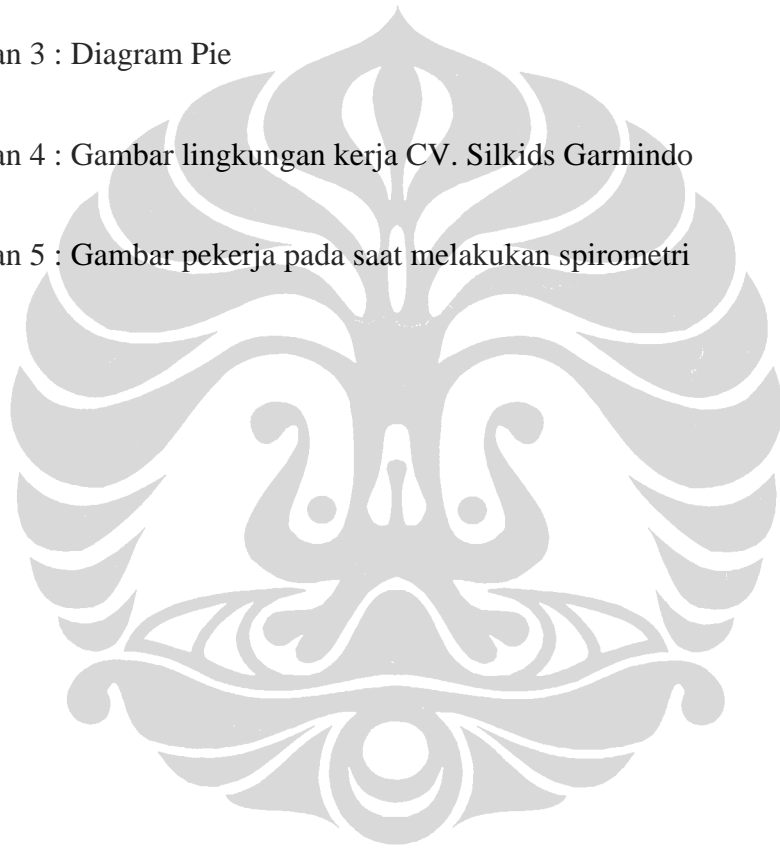 an 3 : Diagram Pie
an 4 : Gambar lingkungan kerja CV. Silkids Garmindo
an 5 : Gambar pekerja pada saat melakukan spirometri